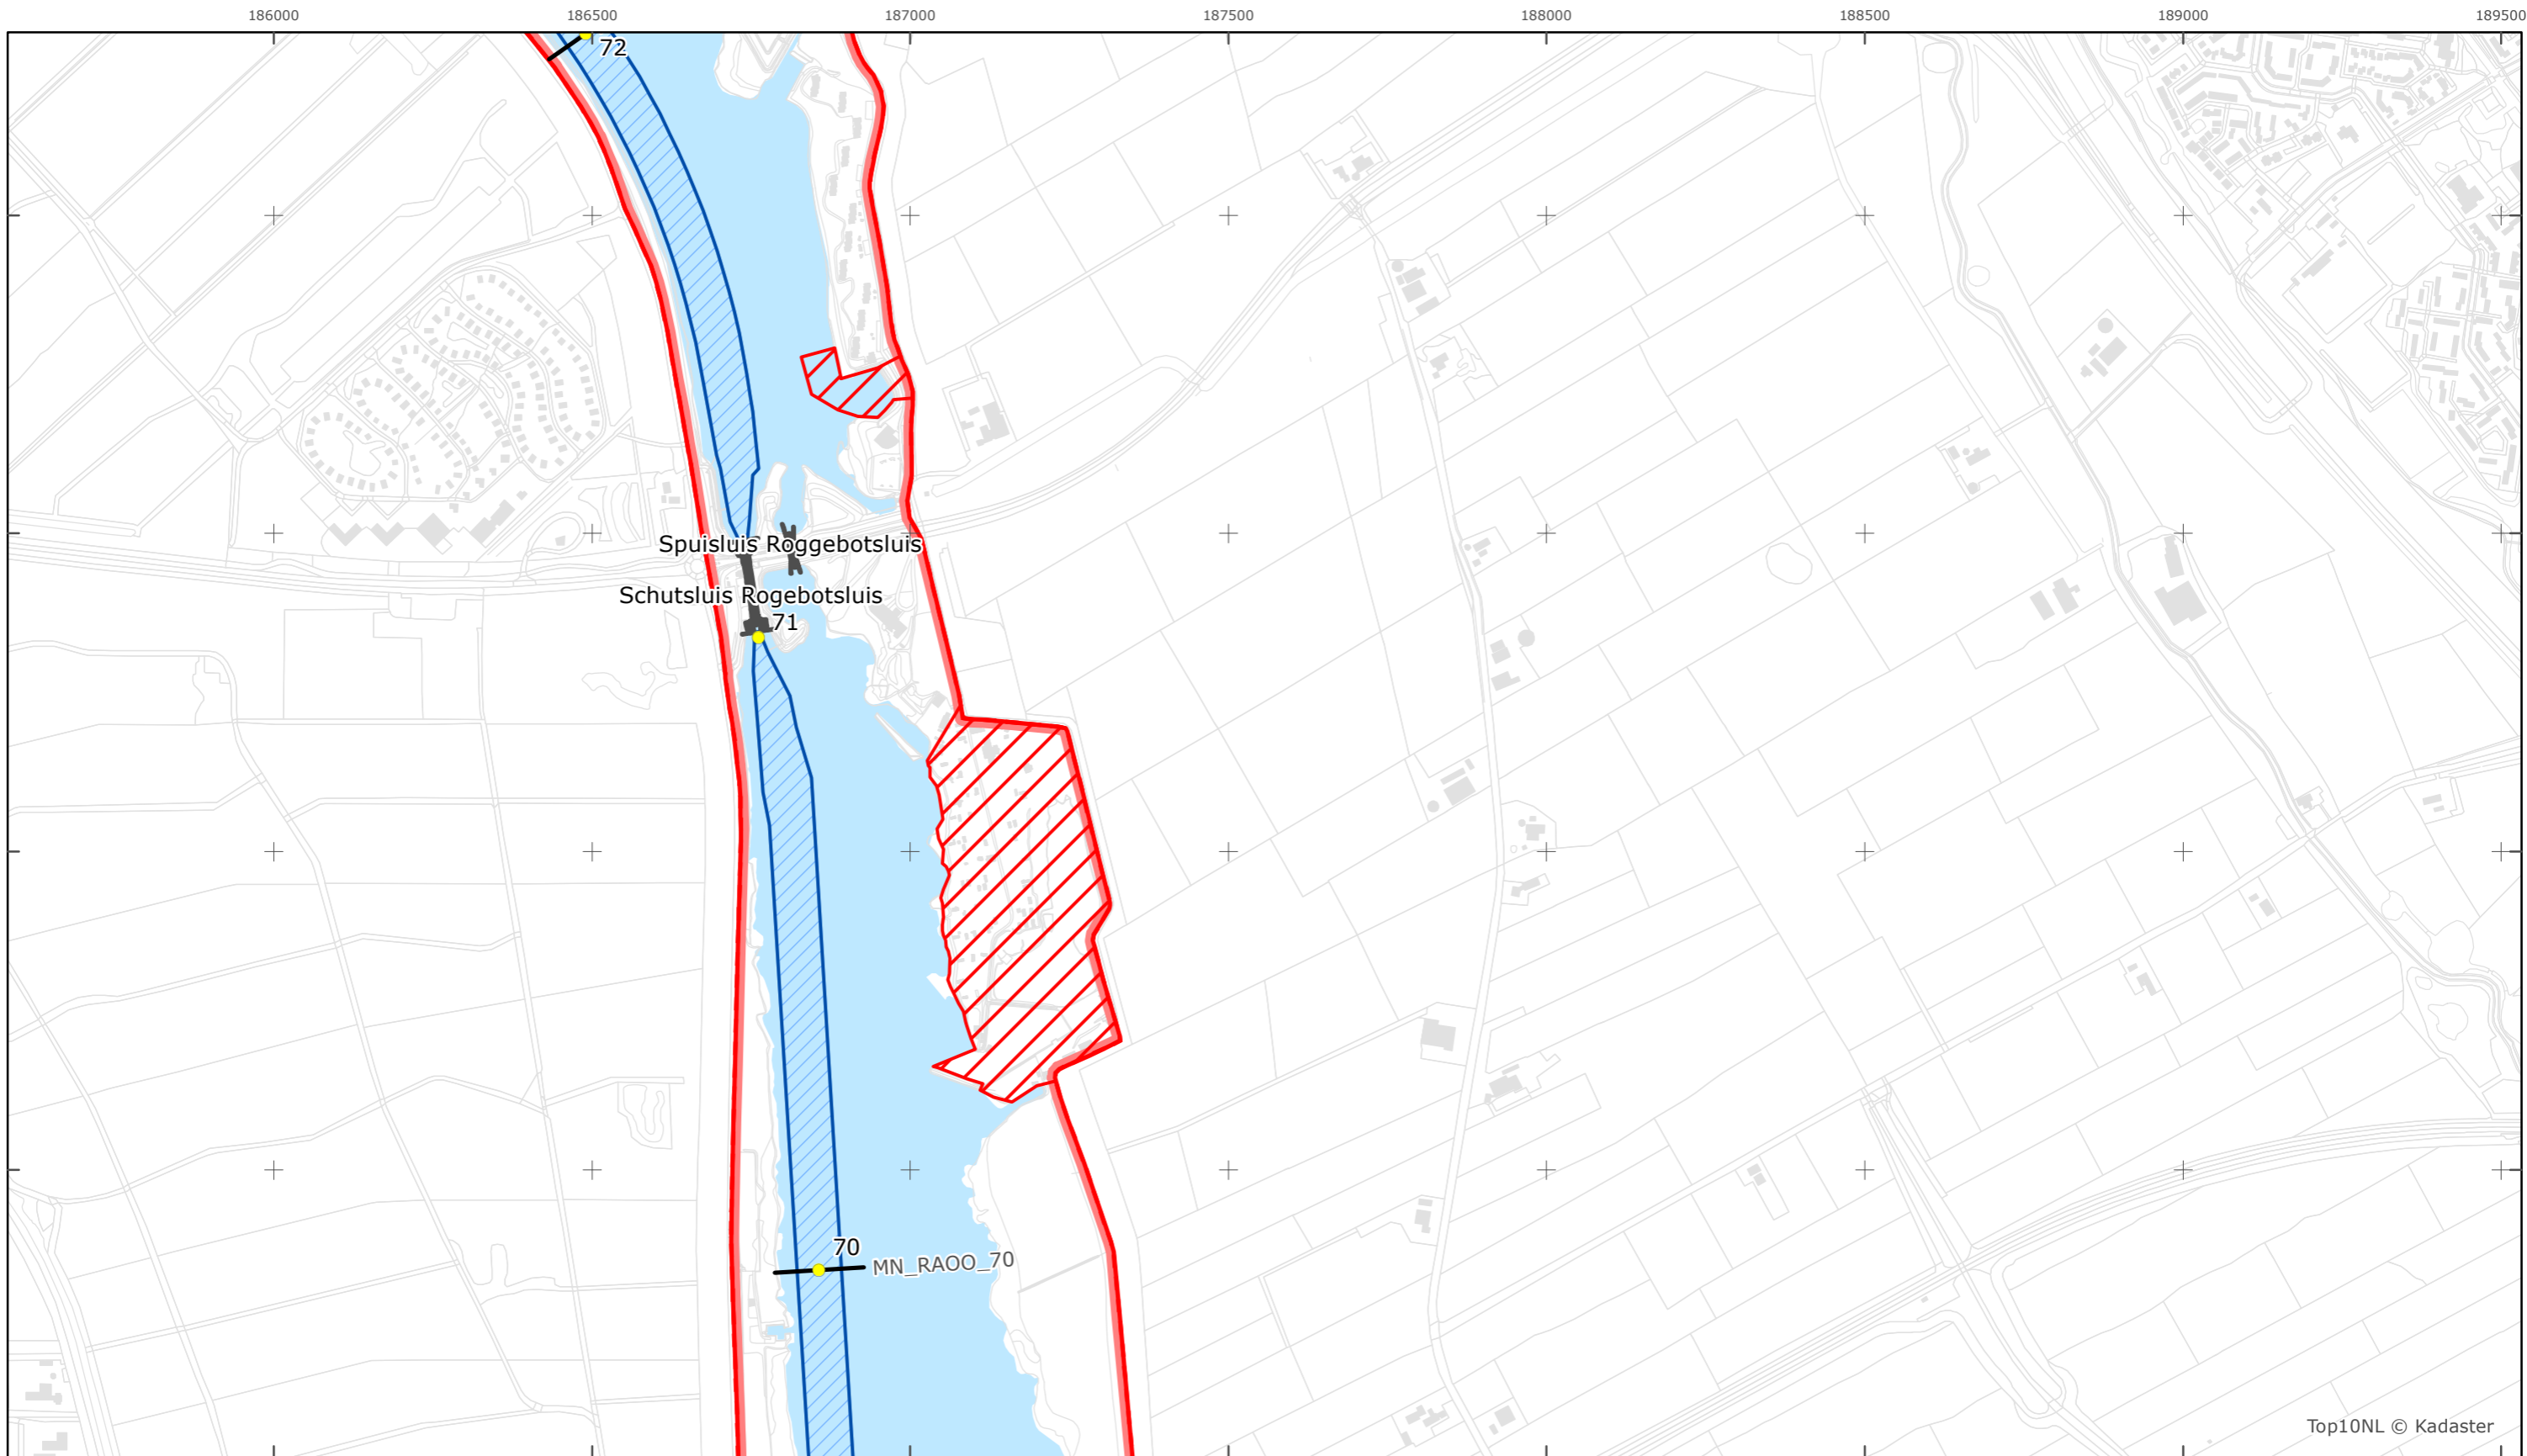 186000 186500 187000 187500 188000 188500 189000 189500
72
Spuisluis Roggebotsluis
Schutsluis Rogebotsluis
71
70
MN_RAOO_70
Top10NL © Kadaster